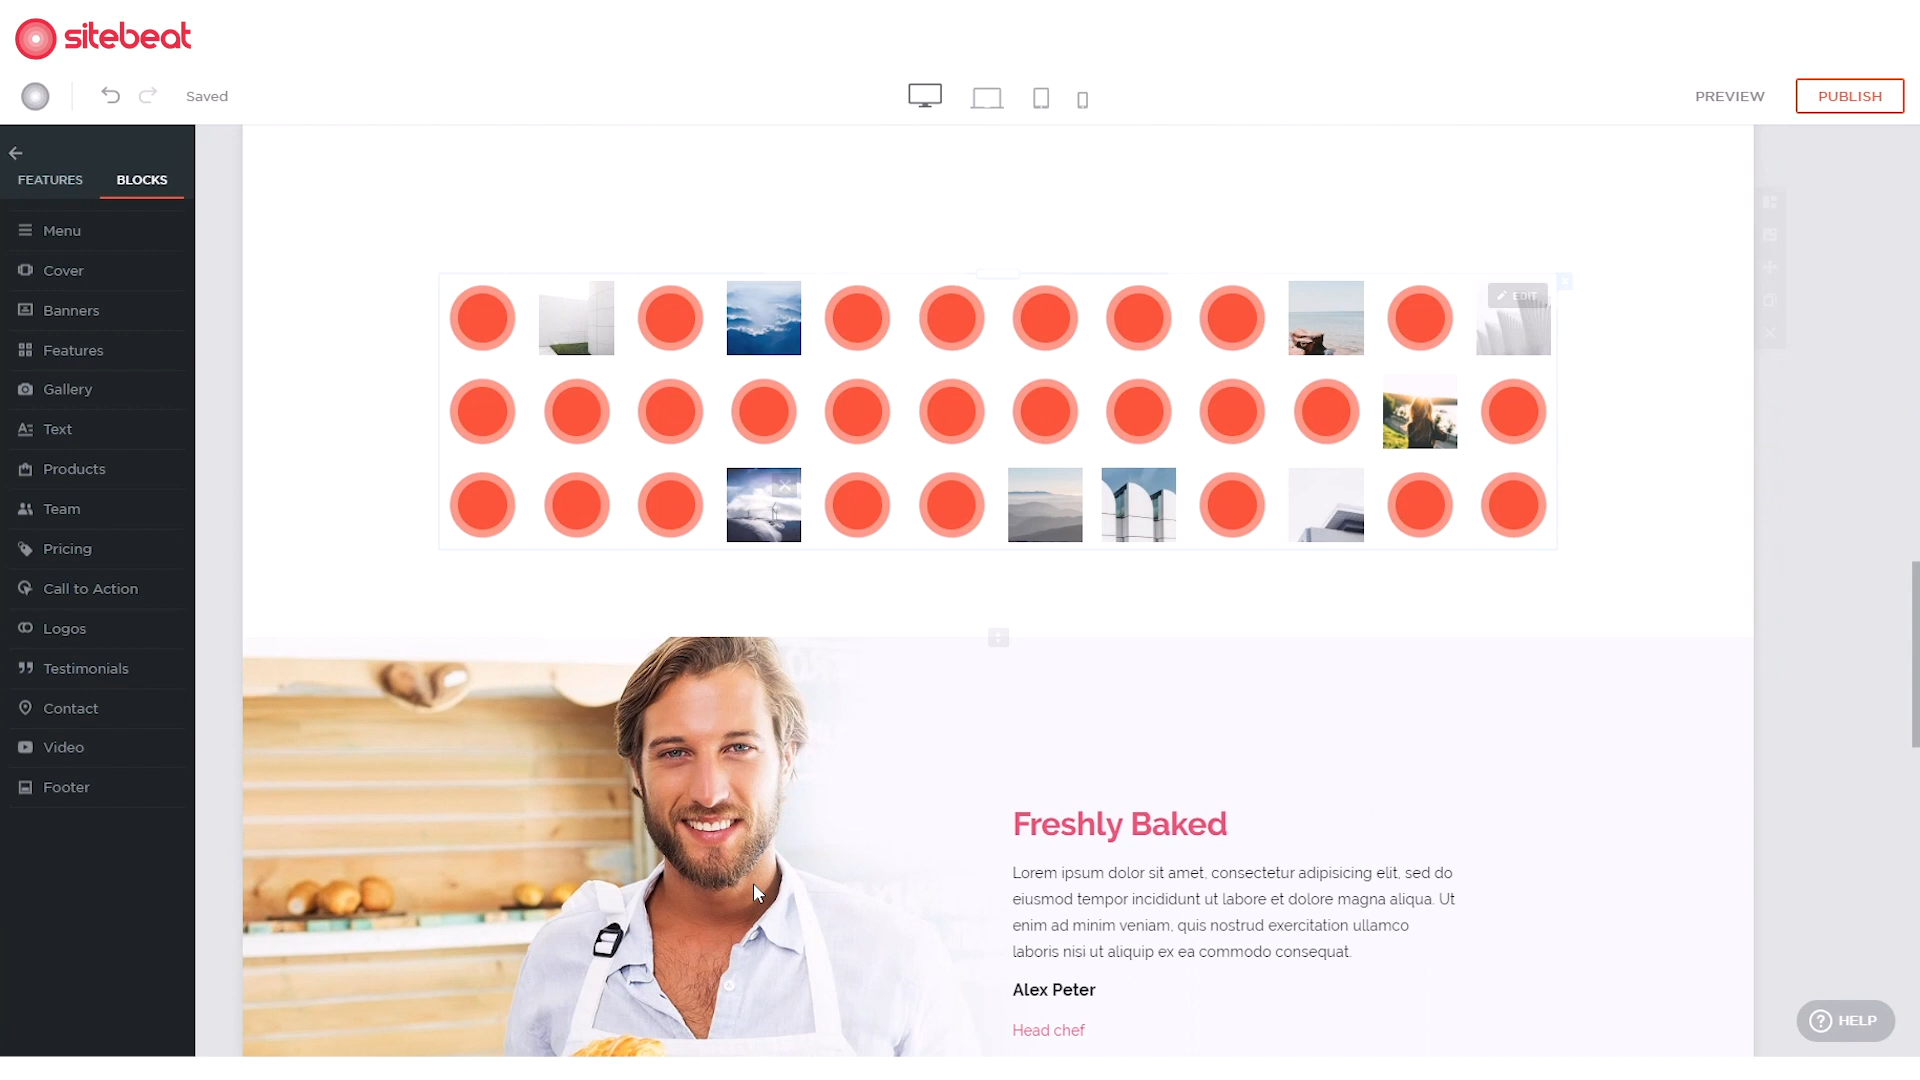 sitebeat
Saved
PREVIEW
PUBLISH
FEATURES
BLOCKS
Menu
Cover
Banners
Features
Gallery
Text
Products
Team
Pricing
Call to Action
Logos
Testimonials
Contact
Video
Footer
EDIT
Freshly Baked
Lorem ipsum dolor sit amet, consectetur adipisicing elit, sed do
eiusmod tempor incididunt ut labore et dolore magna aliqua. Ut
enim ad minim veniam, quis nostrud exercitation ullamco
laboris nisi ut aliquip ex ea commodo consequat.
Alex Peter
Head chef
? HELP